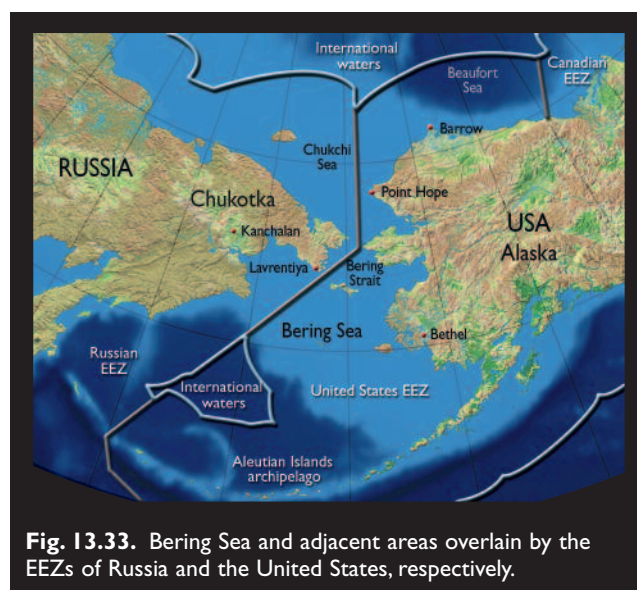 International
waters
Beaufort
Sea
Canadian
EEZ
Barrow
Chukchi
Sea
RUSSIA
Chukotka
Point Hope
USA
Alaska
Kanchalan
Lavrentiya
Bering
Strait
Bering Sea
Bethel
Russian
EEZ
International
waters
United States EEZ
Aleutian Islands
archipelago
Fig. 13.33. Bering Sea and adjacent areas overlain by the
EEZs of Russia and the United States, respectively.